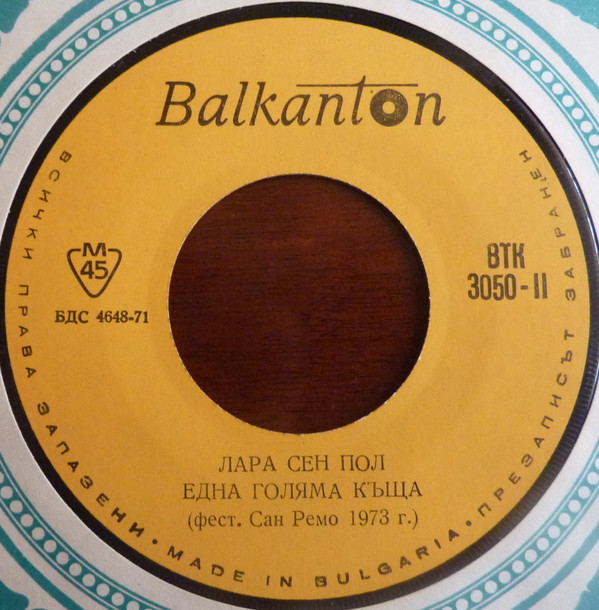 Balkanton
M
45
БДС 4648-71
ВТК
3050-II
ЛАРА СЕН ПОЛ
ЕДНА ГОЛЯМА КЪЩА
(фест. Сан Ремо 1973 г.)
ВСИЧКИ ПРАВА ЗАПАЗЕНИ • MADE IN BULGARIA • ПРЕЗАПИСЪТ ЗАБРАНЕН